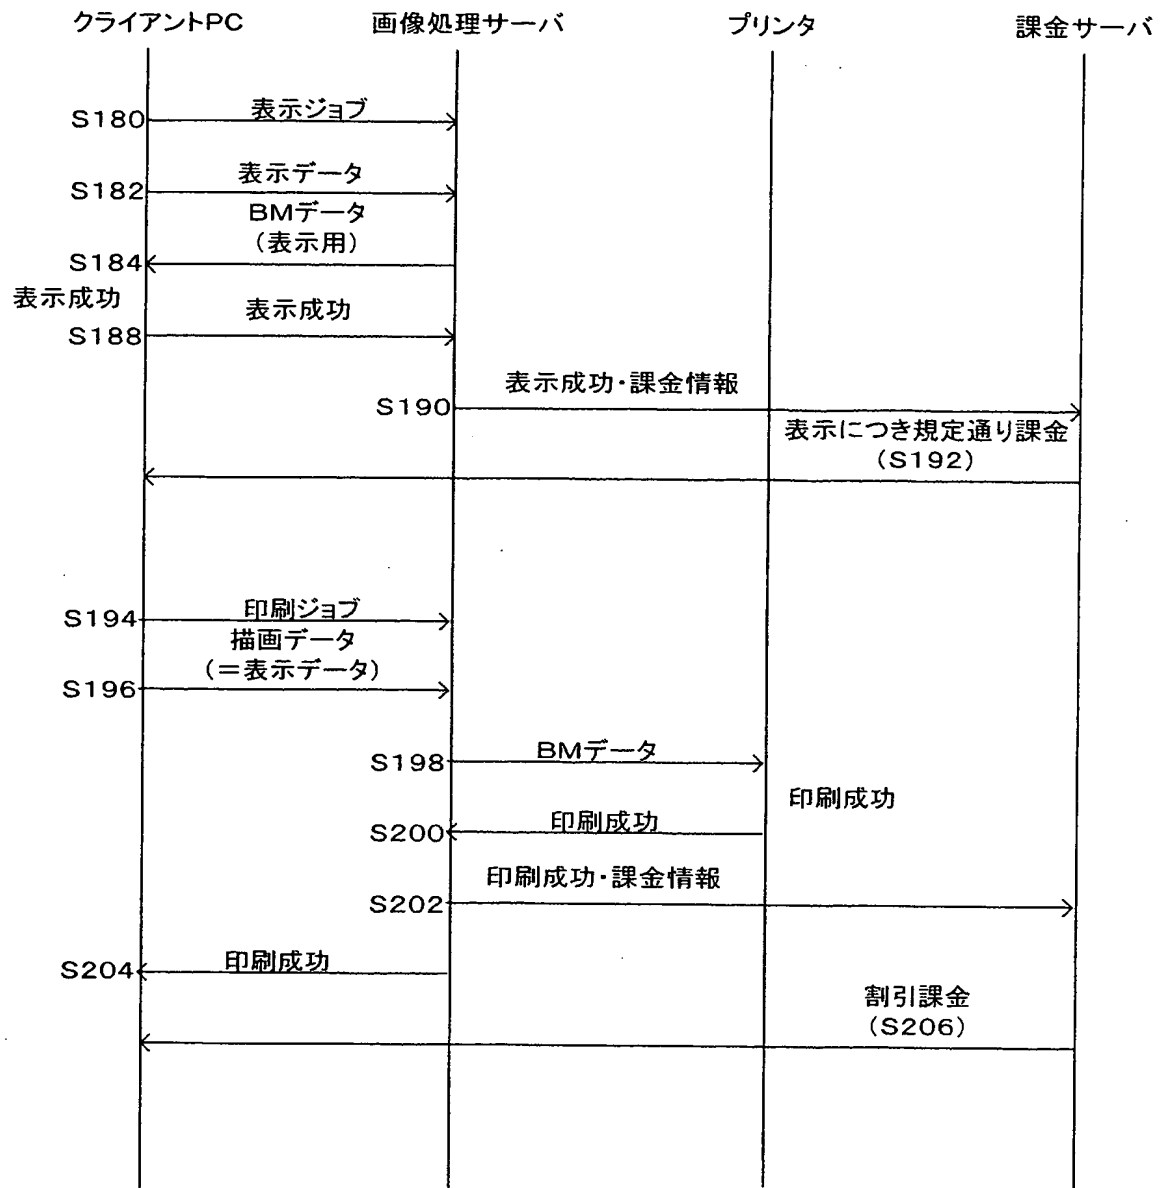 クライアントPC
画像処理サーバ
プリンタ
課金サーバ
S180
表示ジョブ
S182
表示データ
BMデータ
(表示用)
S184
表示成功
表示成功
S188
表示成功・課金情報
S190
表示につき規定通り課金
(S192)
S194
印刷ジョブ
描画データ
(=表示データ)
S196
S198
BMデータ
印刷成功
S200
印刷成功
印刷成功・課金情報
S202
S204
印刷成功
割引課金
(S206)